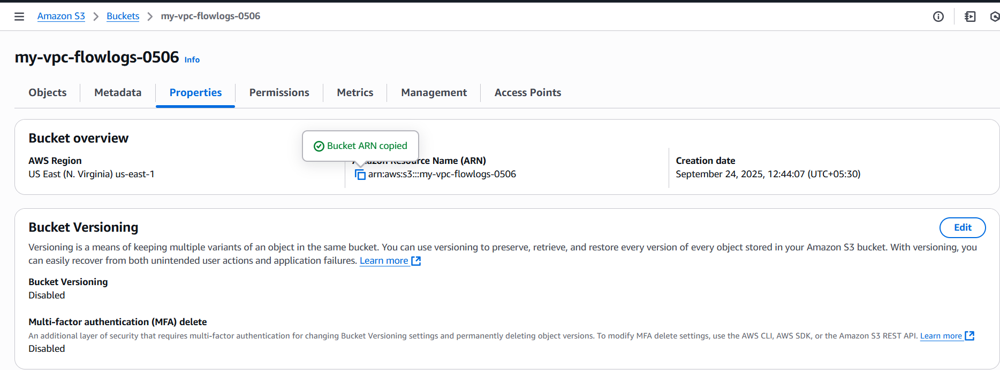 Amazon S3 > Buckets > my-vpc-flowlogs-0506
my-vpc-flowlogs-0506 Info
Objects Metadata Properties Permissions Metrics Management Access Points
Bucket overview
Bucket ARN copied
AWS Region
US East (N. Virginia) us-east-1
Resource Name (ARN)
arn:aws:s3:::my-vpc-flowlogs-0506
Creation date
September 24, 2025, 12:44:07 (UTC+05:30)
Bucket Versioning
Edit
Versioning is a means of keeping multiple variants of an object in the same bucket. You can use versioning to preserve, retrieve, and restore every version of every object stored in your Amazon S3 bucket. With versioning, you
can easily recover from both unintended user actions and application failures. Learn more
Bucket Versioning
Disabled
Multi-factor authentication (MFA) delete
An additional layer of security that requires multi-factor authentication for changing Bucket Versioning settings and permanently deleting object versions. To modify MFA delete settings, use the AWS CLI, AWS SDK, or the Amazon S3 REST API. Learn more
Disabled